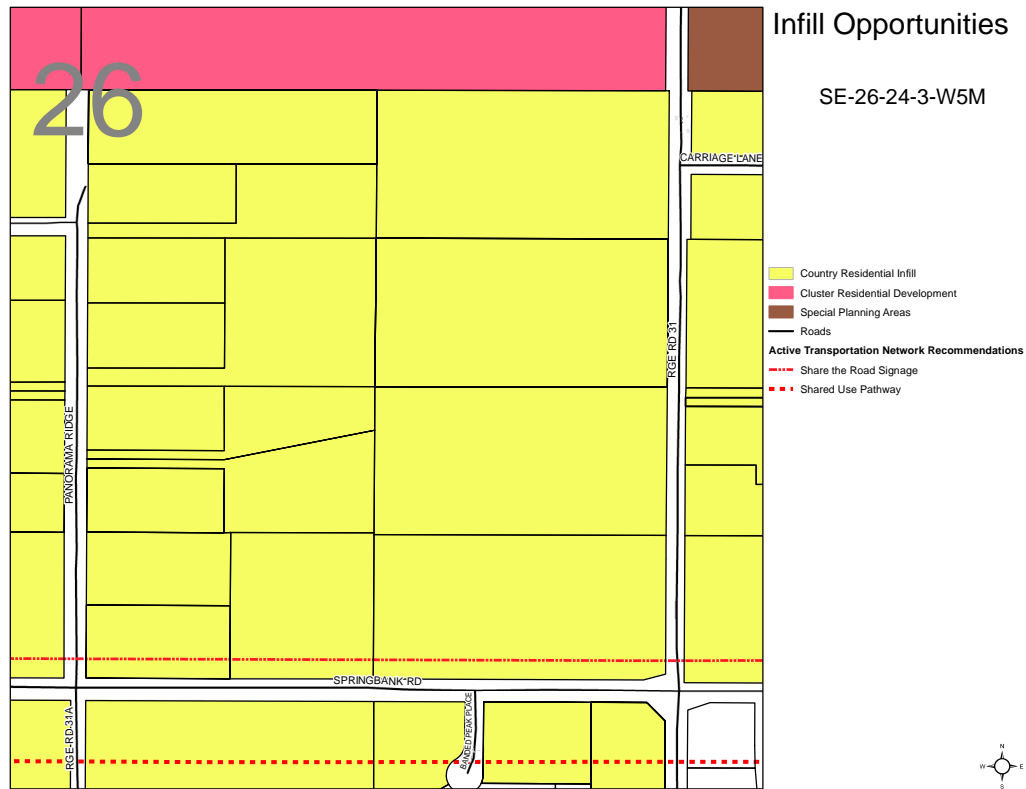 Infill Opportunities
SE-26-24-3-W5M
26
CARRIAGE LANE
RGE RD 31
PANORAMA RIDGE
SPRINGBANK RD
RGE RD 31A
BANDED PEAK PLACE
Country Residential Infill
Cluster Residential Development
Special Planning Areas
Roads
Active Transportation Network Recommendations
Share the Road Signage
Shared Use Pathway
N
W E
S